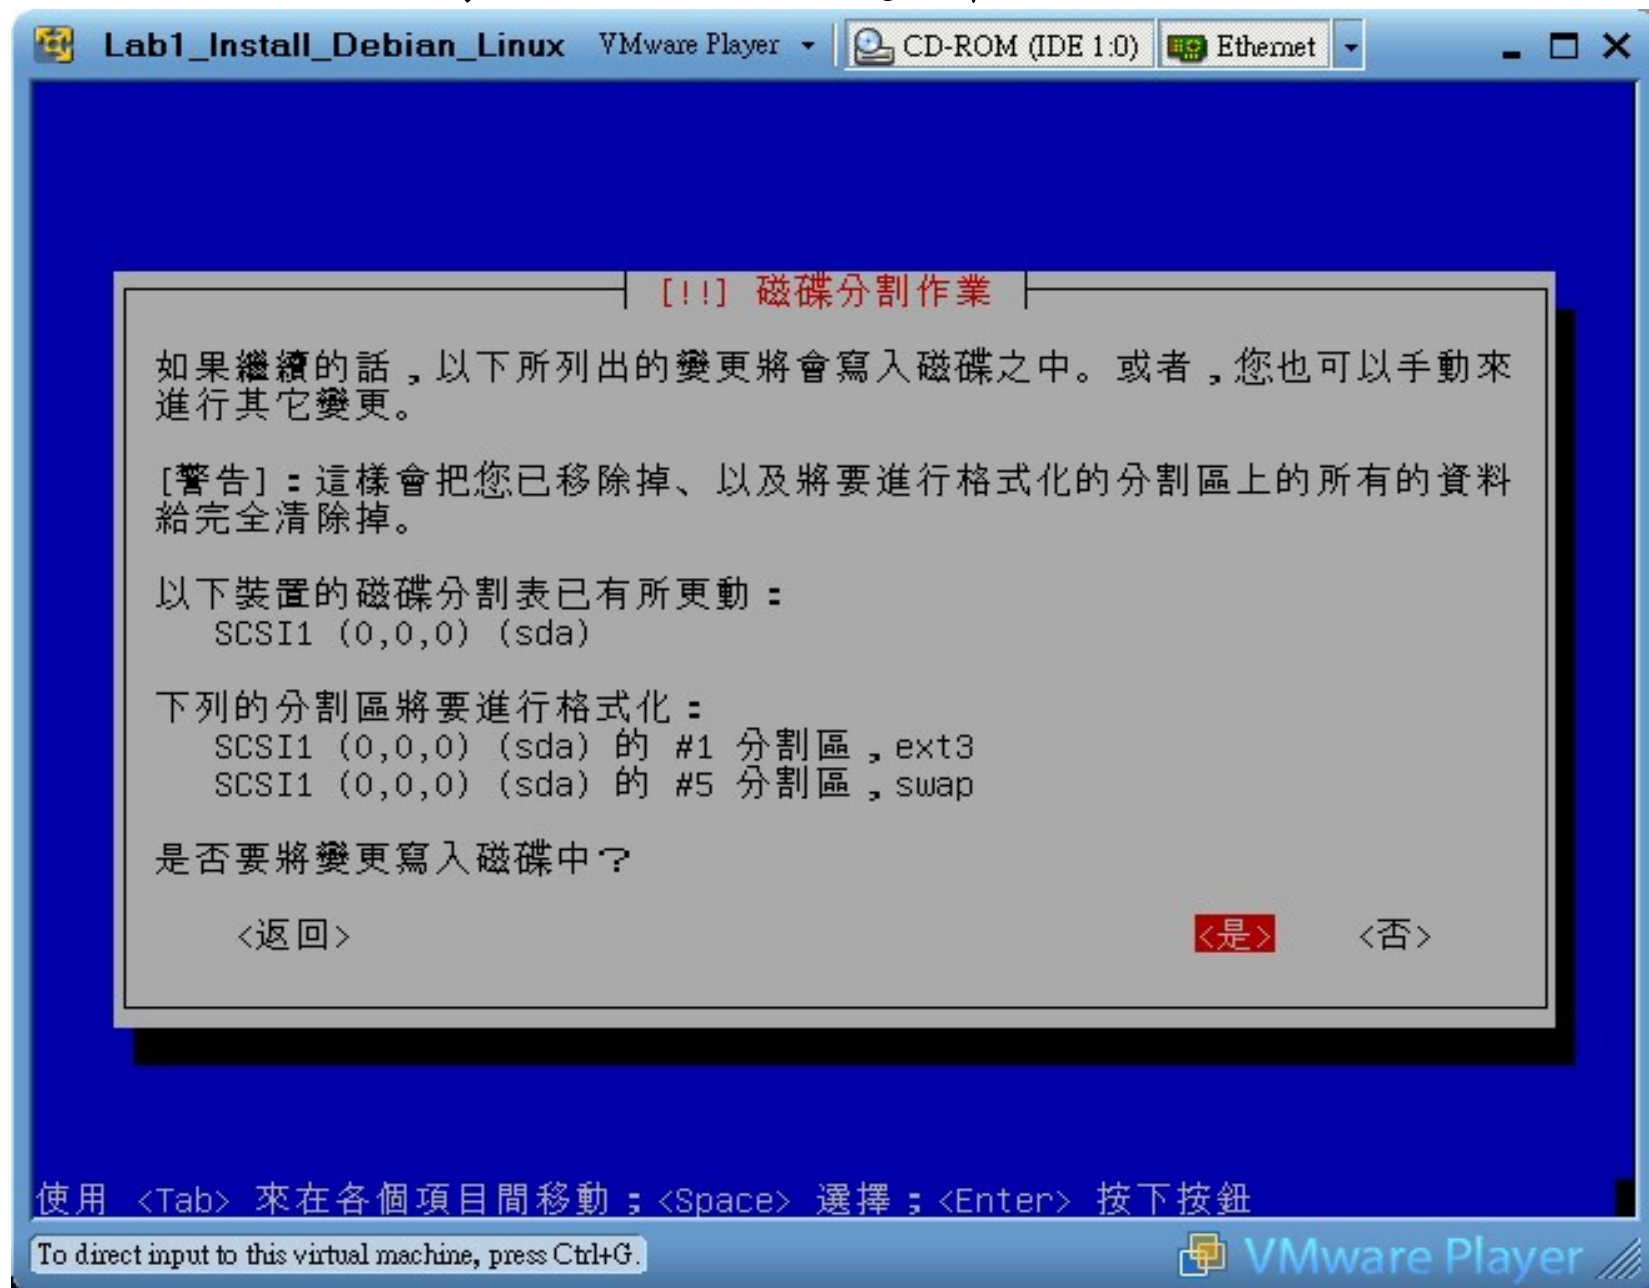 Lab1_Install_Debian_Linux VMware Player CD-ROM (IDE 1:0) Ethernet
[!!] 磁碟分割作業
如果繼續的話，以下所列出的變更將會寫入磁碟之中。或者，您也可以手動來
進行其它變更。
[警告]：這樣會把您已移除掉、以及將要進行格式化的分割區上的所有的資料
給完全清除掉。
以下裝置的磁碟分割表已有所更動：
SCSI1 (0,0,0) (sda)
下列的分割區將要進行格式化：
SCSI1 (0,0,0) (sda) 的 #1 分割區，ext3
SCSI1 (0,0,0) (sda) 的 #5 分割區，swap
是否要將變更寫入磁碟中？
<返回> <是> <否>
使用 <Tab> 來在各個項目間移動；<Space> 選擇；<Enter> 按下按鈕
To direct input to this virtual machine, press Ctrl+G. VMware Player